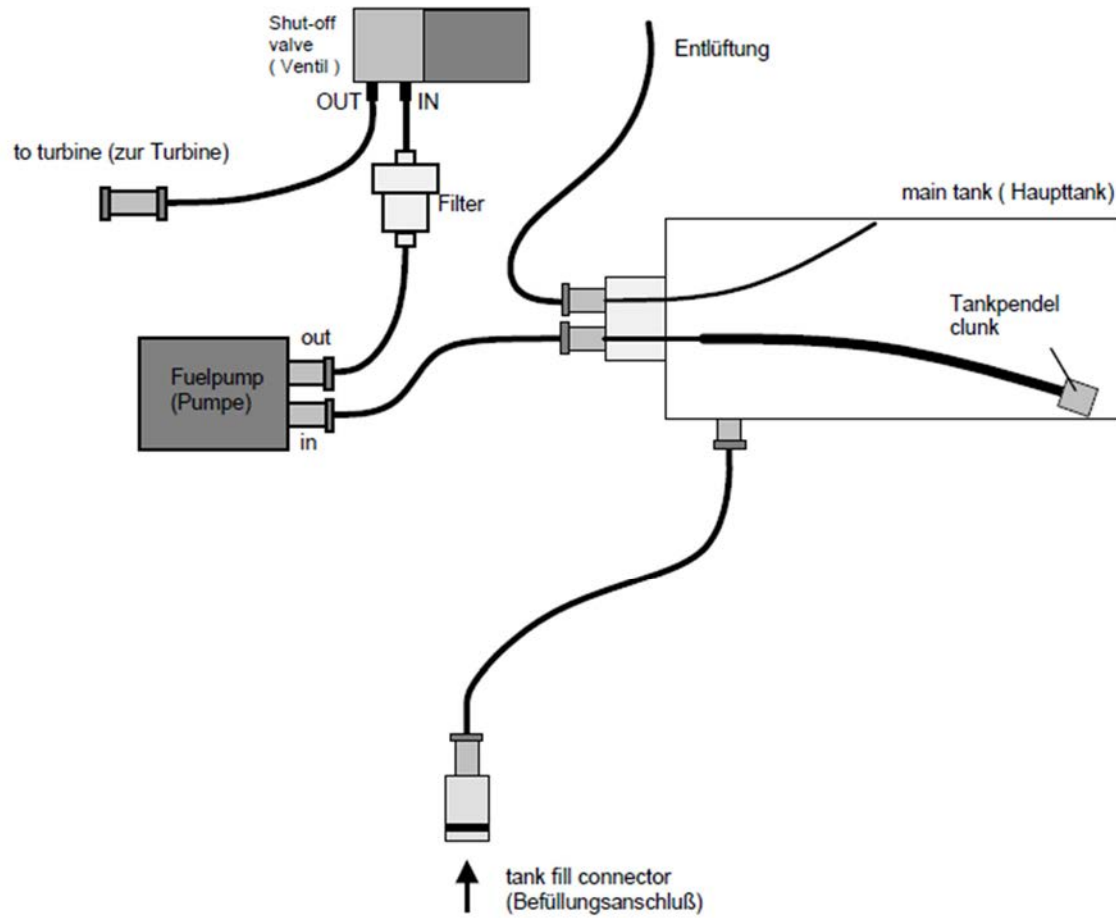 Shut-off
valve
( Ventil )
OUT
IN
Entlüftung
to turbine (zur Turbine)
Filter
main tank ( Haupttank)
Tankpendel
clunk
out
Fuelpump
(Pumpe)
in
tank fill connector
(Befüllungsanschluß)